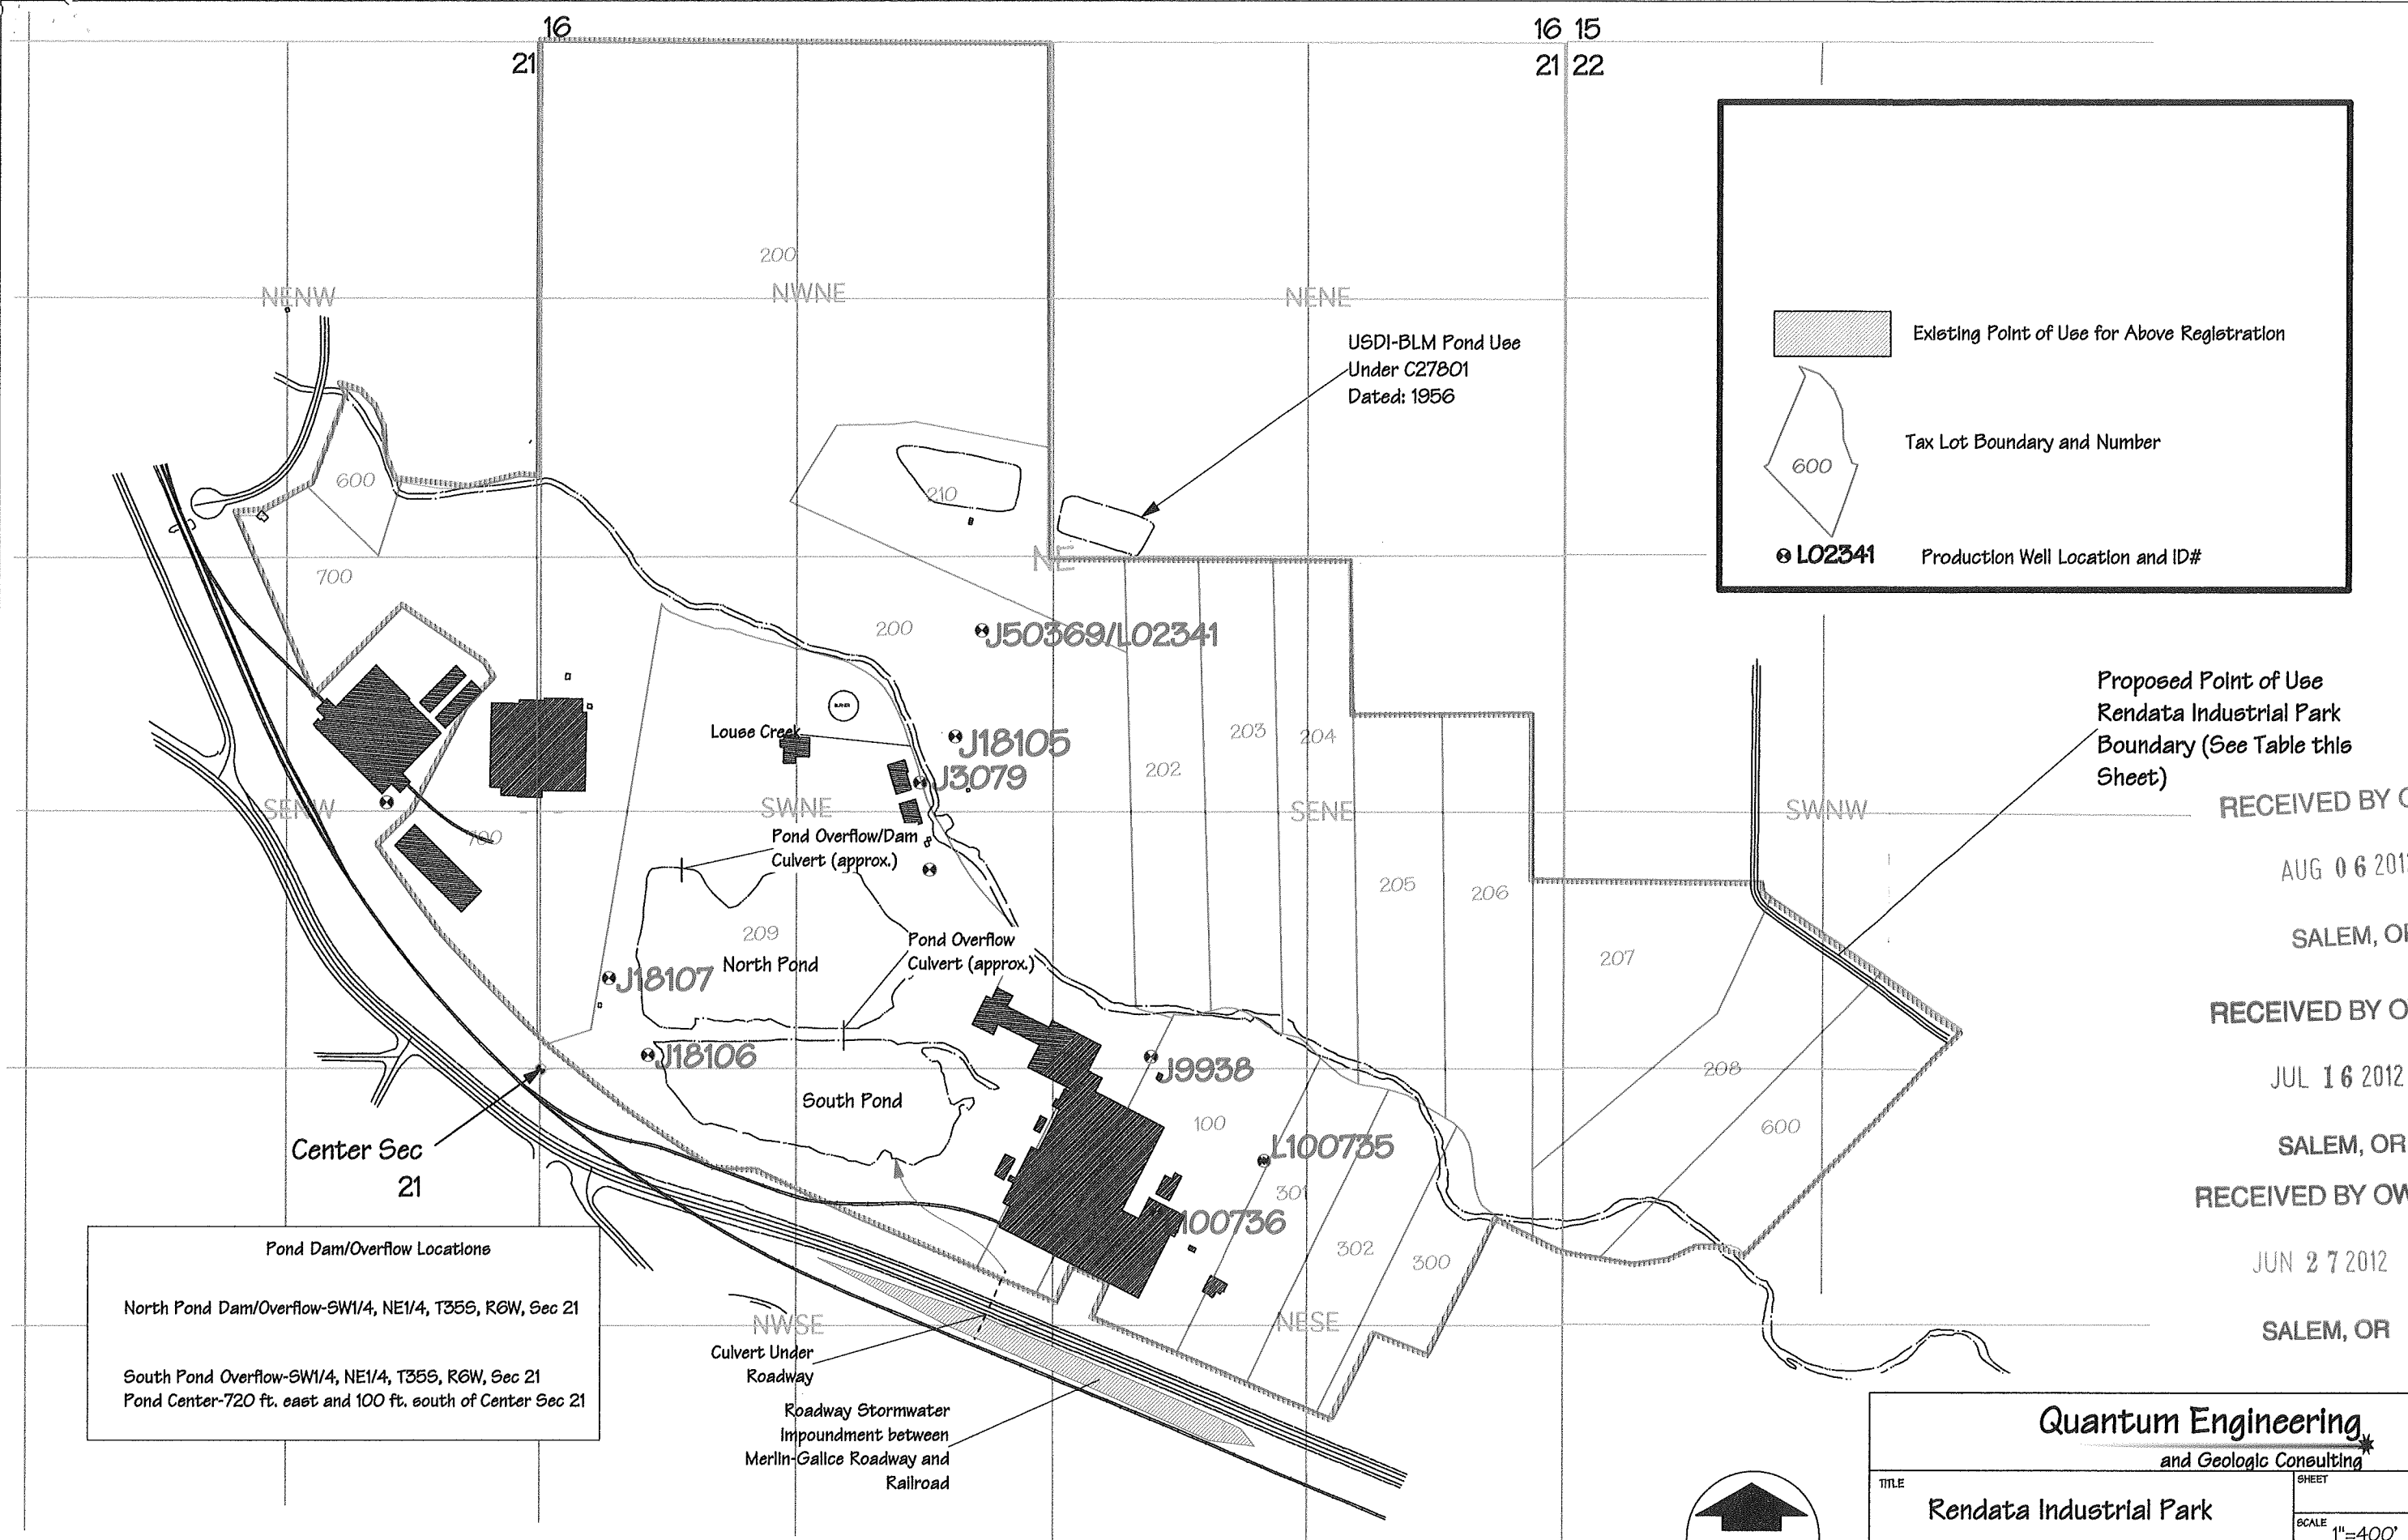 16
21
16 15
21 22
200
NENW
NWNE
NENE
USDI-BLM Pond Use
Under C27801
Dated: 1956
Existing Point of Use for Above Registration
600
Tax Lot Boundary and Number
L02341
Production Well Location and ID#
600
210
700
NE
200
J50369/L02341
Louse Creek
J18105
J3079
202
203
204
Proposed Point of Use
Rendata Industrial Park
Boundary (See Table this
Sheet)
SENW
SWNE
SENE
SWNW
700
Pond Overflow/Dam
Culvert (approx.)
205
206
209
North Pond
Pond Overflow
Culvert (approx.)
207
J18107
J18106
South Pond
J9938
100
208
600
L100735
301
100736
302
300
Center Sec
21
NWSE
NESE
Culvert Under
Roadway
Roadway Stormwater
Impoundment between
Merlin-Galice Roadway and
Railroad
Pond Dam/Overflow Locations
North Pond Dam/Overflow-SW1/4, NE1/4, T35S, R6W, Sec 21
South Pond Overflow-SW1/4, NE1/4, T35S, R6W, Sec 21
Pond Center-720 ft. east and 100 ft. south of Center Sec 21
RECEIVED BY
AUG 06
SALEM,
RECEIVED BY
JUL 16 2012
SALEM, OR
RECEIVED BY
JUN 27 2012
SALEM, OR
Quantum Engineering
and Geologic Consulting
TITLE
Rendata Industrial Park
SHEET
SCALE
1"=400'